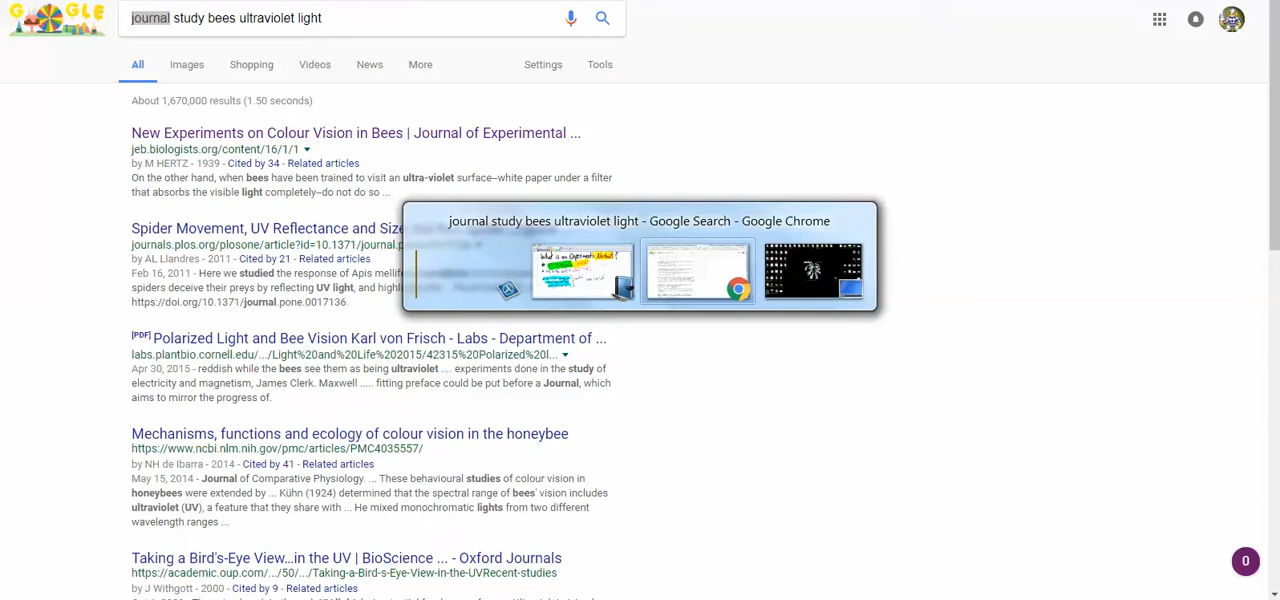 GOOGLE
journal study bees ultraviolet light
All Images Shopping Videos News More Settings Tools
About 1,670,000 results (1.50 seconds)
New Experiments on Colour Vision in Bees | Journal of Experimental ...
jeb.biologists.org/content/16/1/1
by M HERTZ - 1939 - Cited by 34 - Related articles
On the other hand, when bees have been trained to visit an ultra-violet surface--white paper under a filter
that absorbs the visible light completely--do not do so ...
Spider Movement, UV Reflectance and Size
journals.plos.org/plosone/article?id=10.1371/journal.
by AL Llandres - 2011 - Cited by 21 - Related articles
Feb 16, 2011 - Here we studied the response of Apis mellif
spiders deceive their preys by reflecting UV light, and highli
https://doi.org/10.1371/journal.pone.0017136.
journal study bees ultraviolet light - Google Search - Google Chrome
What is an Experiment?
[PDF] Polarized Light and Bee Vision Karl von Frisch - Labs - Department of ...
labs.plantbio.cornell.edu/.../Light%20and%20Life%202015/42315%20Polarized%20l...
Apr 30, 2015 - reddish while the bees see them as being ultraviolet .... experiments done in the study of
electricity and magnetism, James Clerk. Maxwell ..... fitting preface could be put before a Journal, which
aims to mirror the progress of.
Mechanisms, functions and ecology of colour vision in the honeybee
https://www.ncbi.nlm.nih.gov/pmc/articles/PMC4035557/
by NH de Ibarra - 2014 - Cited by 41 - Related articles
May 15, 2014 - Journal of Comparative Physiology. ... These behavioural studies of colour vision in
honeybees were extended by ... Kühn (1924) determined that the spectral range of bees' vision includes
ultraviolet (UV), a feature that they share with ... He mixed monochromatic lights from two different
wavelength ranges ...
Taking a Bird's-Eye View…in the UV | BioScience ... - Oxford Journals
https://academic.oup.com/.../50/.../Taking-a-Bird-s-Eye-View-in-the-UVRecent-studies
by J Withgott - 2000 - Cited by 9 - Related articles
0